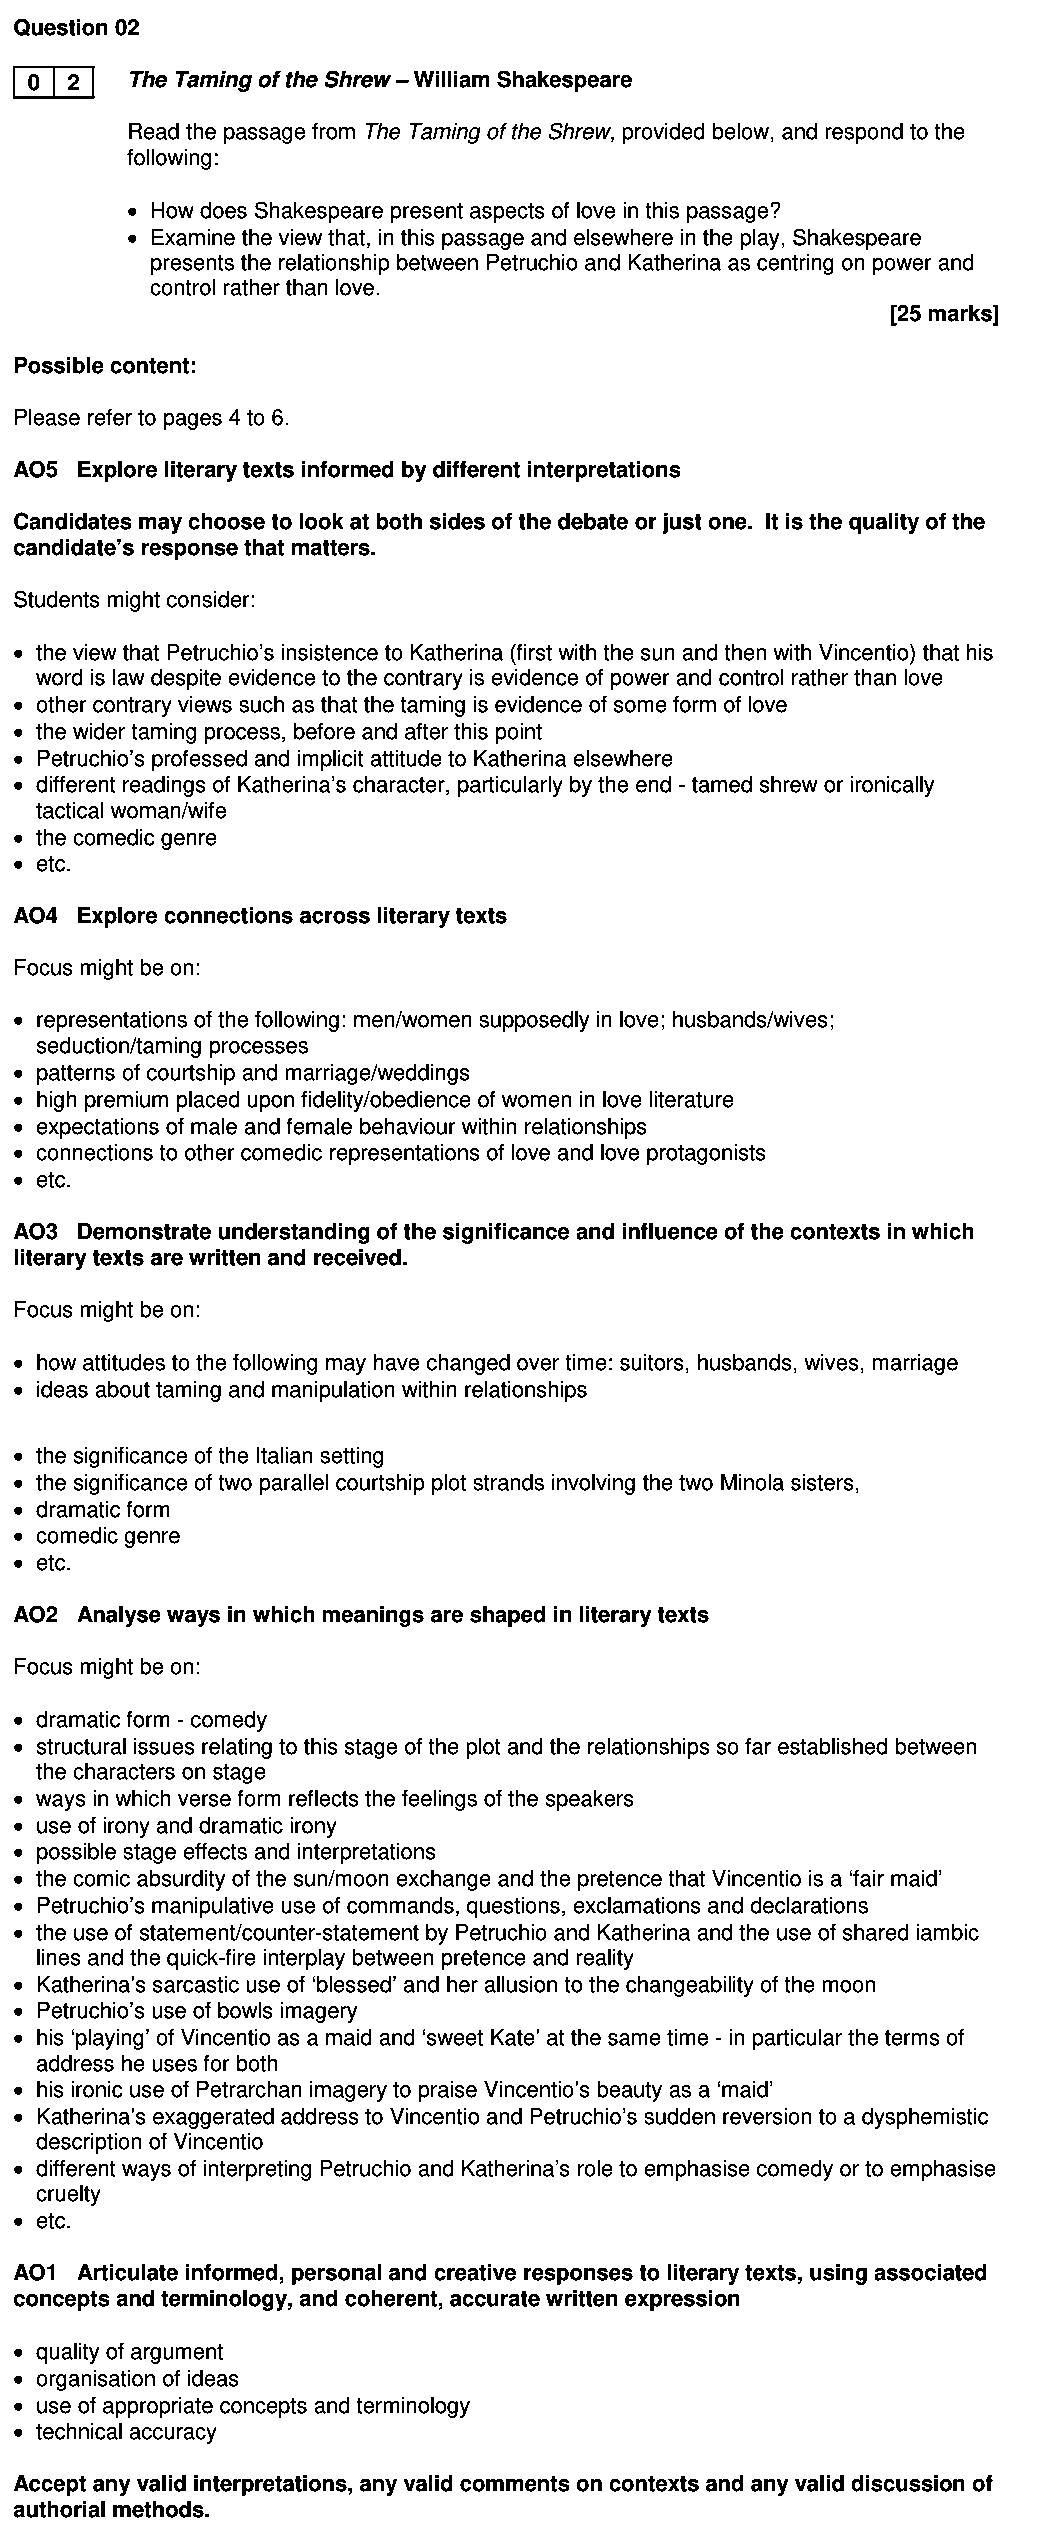 Question 02
0 2 The Taming of the Shrew – William Shakespeare
Read the passage from The Taming of the Shrew, provided below, and respond to the
following:
• How does Shakespeare present aspects of love in this passage?
• Examine the view that, in this passage and elsewhere in the play, Shakespeare
presents the relationship between Petruchio and Katherina as centring on power and
control rather than love.
[25 marks]
Possible content:
Please refer to pages 4 to 6.
AO5 Explore literary texts informed by different interpretations
Candidates may choose to look at both sides of the debate or just one. It is the quality of the
candidate's response that matters.
Students might consider:
• the view that Petruchio's insistence to Katherina (first with the sun and then with Vincentio) that his
word is law despite evidence to the contrary is evidence of power and control rather than love
• other contrary views such as that the taming is evidence of some form of love
• the wider taming process, before and after this point
• Petruchio's professed and implicit attitude to Katherina elsewhere
• different readings of Katherina's character, particularly by the end - tamed shrew or ironically
tactical woman/wife
• the comedic genre
• etc.
AO4 Explore connections across literary texts
Focus might be on:
• representations of the following: men/women supposedly in love; husbands/wives;
seduction/taming processes
• patterns of courtship and marriage/weddings
• high premium placed upon fidelity/obedience of women in love literature
• expectations of male and female behaviour within relationships
• connections to other comedic representations of love and love protagonists
• etc.
AO3 Demonstrate understanding of the significance and influence of the contexts in which
literary texts are written and received.
Focus might be on:
• how attitudes to the following may have changed over time: suitors, husbands, wives, marriage
• ideas about taming and manipulation within relationships
• the significance of the Italian setting
• the significance of two parallel courtship plot strands involving the two Minola sisters,
• dramatic form
• comedic genre
• etc.
AO2 Analyse ways in which meanings are shaped in literary texts
Focus might be on:
• dramatic form - comedy
• structural issues relating to this stage of the plot and the relationships so far established between
the characters on stage
• ways in which verse form reflects the feelings of the speakers
• use of irony and dramatic irony
• possible stage effects and interpretations
• the comic absurdity of the sun/moon exchange and the pretence that Vincentio is a 'fair maid'
• Petruchio's manipulative use of commands, questions, exclamations and declarations
• the use of statement/counter-statement by Petruchio and Katherina and the use of shared iambic
lines and the quick-fire interplay between pretence and reality
• Katherina's sarcastic use of 'blessed' and her allusion to the changeability of the moon
• Petruchio's use of bowls imagery
• his 'playing' of Vincentio as a maid and 'sweet Kate' at the same time - in particular the terms of
address he uses for both
• his ironic use of Petrarchan imagery to praise Vincentio's beauty as a 'maid'
• Katherina's exaggerated address to Vincentio and Petruchio's sudden reversion to a dysphemistic
description of Vincentio
• different ways of interpreting Petruchio and Katherina's role to emphasise comedy or to emphasise
cruelty
• etc.
AO1 Articulate informed, personal and creative responses to literary texts, using associated
concepts and terminology, and coherent, accurate written expression
• quality of argument
• organisation of ideas
• use of appropriate concepts and terminology
• technical accuracy
Accept any valid interpretations, any valid comments on contexts and any valid discussion of
authorial methods.